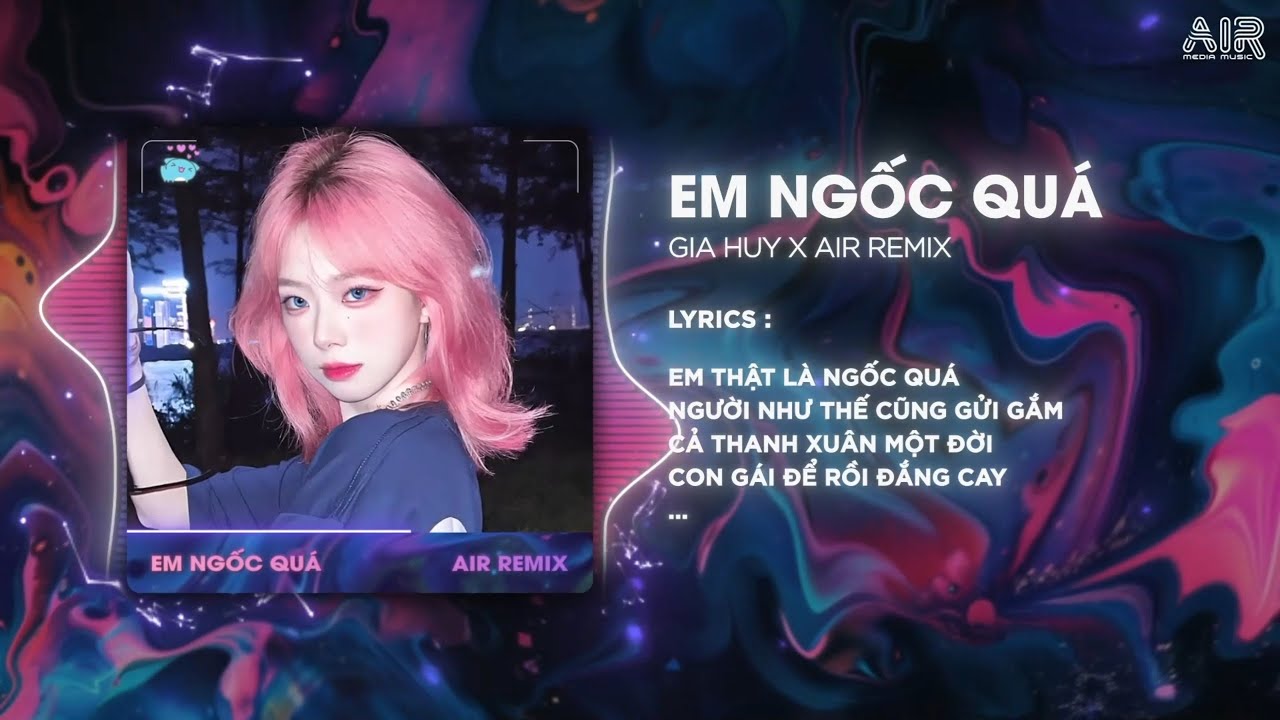 AIR
MEDIA MUSIC
EM NGỐC QUÁ
GIA HUY X AIR REMIX
LYRICS :
EM THẬT LÀ NGỐC QUÁ
NGƯỜI NHƯ THẾ CŨNG GỬI GẮM
CẢ THANH XUÂN MỘT ĐỜI
CON GÁI ĐỂ RỒI ĐẮNG CAY
...
EM NGỐC QUÁ
AIR REMIX